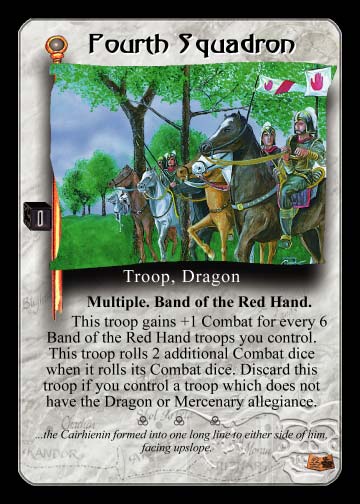 Fourth Squadron
0
Troop, Dragon
Multiple. Band of the Red Hand.
This troop gains +1 Combat for every 6
Band of the Red Hand troops you control.
This troop rolls 2 additional Combat dice
when it rolls its Combat dice. Discard this
troop if you control a troop which does not
have the Dragon or Mercenary allegiance.
...the Cairhienin formed into one long line to either side of him,
facing upslope.
KANDOR